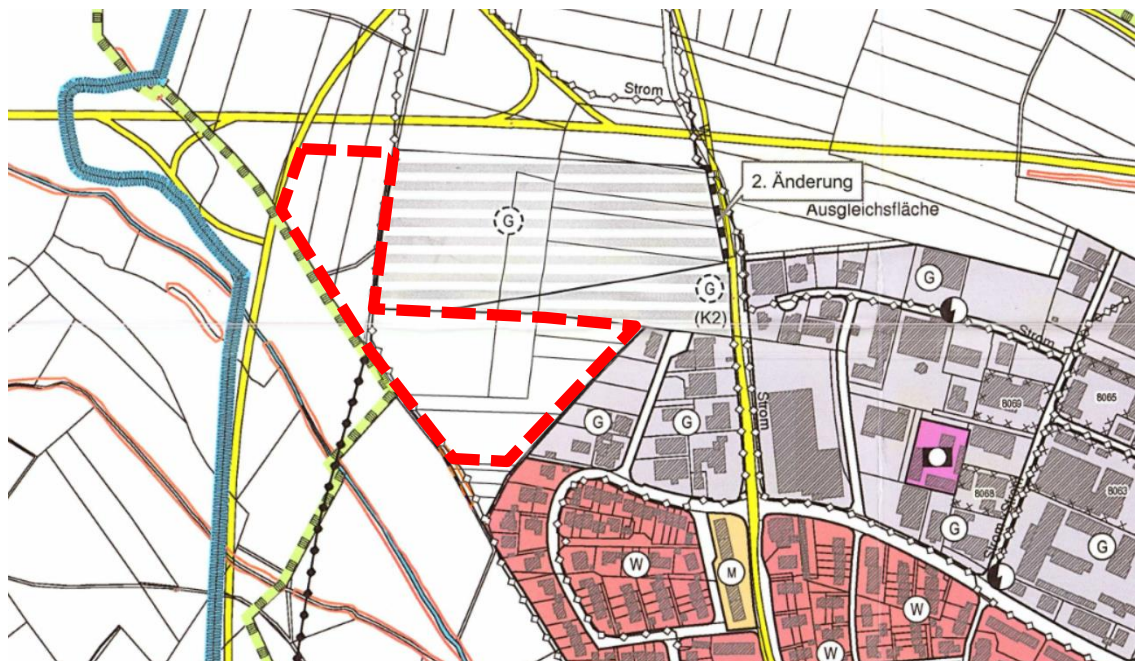 Strom
2. Änderung
Ausgleichsfläche
G
G
G
(K2)
Strom
Strom
8069
8065
G
G
8068
8063
G
G
W
M
W
W